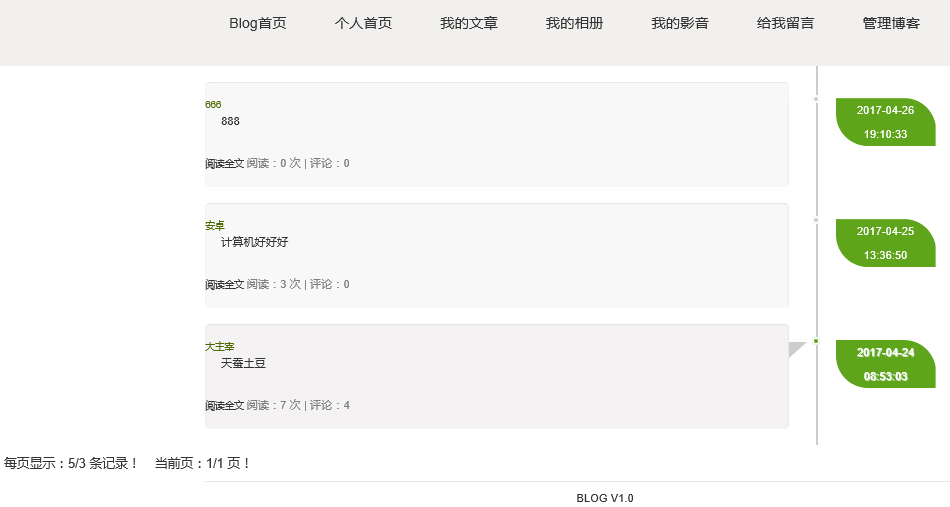 Blog首页 个人首页 我的文章 我的相册 我的影音 给我留言 管理博客
666
888
阅读全文 阅读：0 次 | 评论：0
2017-04-26
19:10:33
安卓
计算机好好好
阅读全文 阅读：3 次 | 评论：0
2017-04-25
13:36:50
大主宰
天蚕土豆
阅读全文 阅读：7 次 | 评论：4
2017-04-24
08:53:03
每页显示：5/3 条记录！ 当前页：1/1 页！
BLOG V1.0